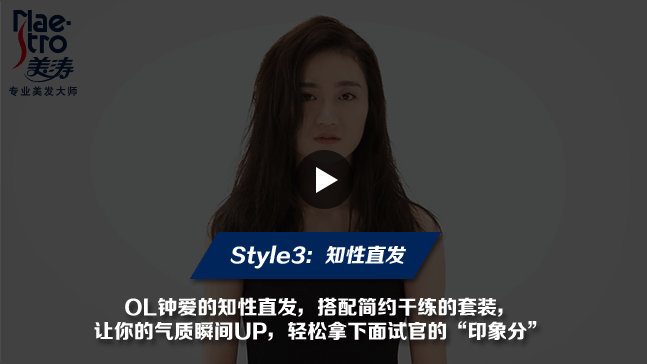 Maestro
美涛
专业美发大师
Style3：知性直发
OL钟爱的知性直发，搭配简约干练的套装，
让你的气质瞬间UP，轻松拿下面试官的“印象分”